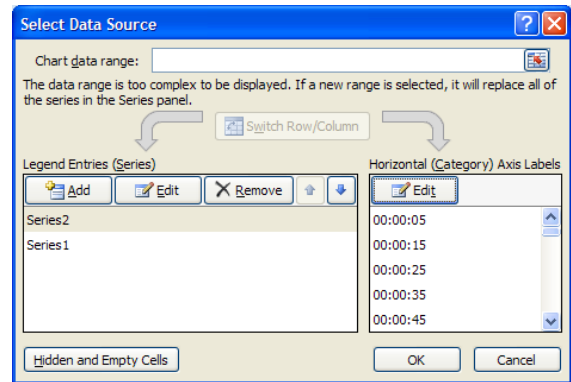 Select Data Source
Chart data range:
The data range is too complex to be displayed. If a new range is selected, it will replace all of
the series in the Series panel.
Switch Row/Column
Legend Entries (Series)
Horizontal (Category) Axis Labels
Add Edit Remove
Edit
Series2
Series1
00:00:05
00:00:15
00:00:25
00:00:35
00:00:45
Hidden and Empty Cells
OK Cancel